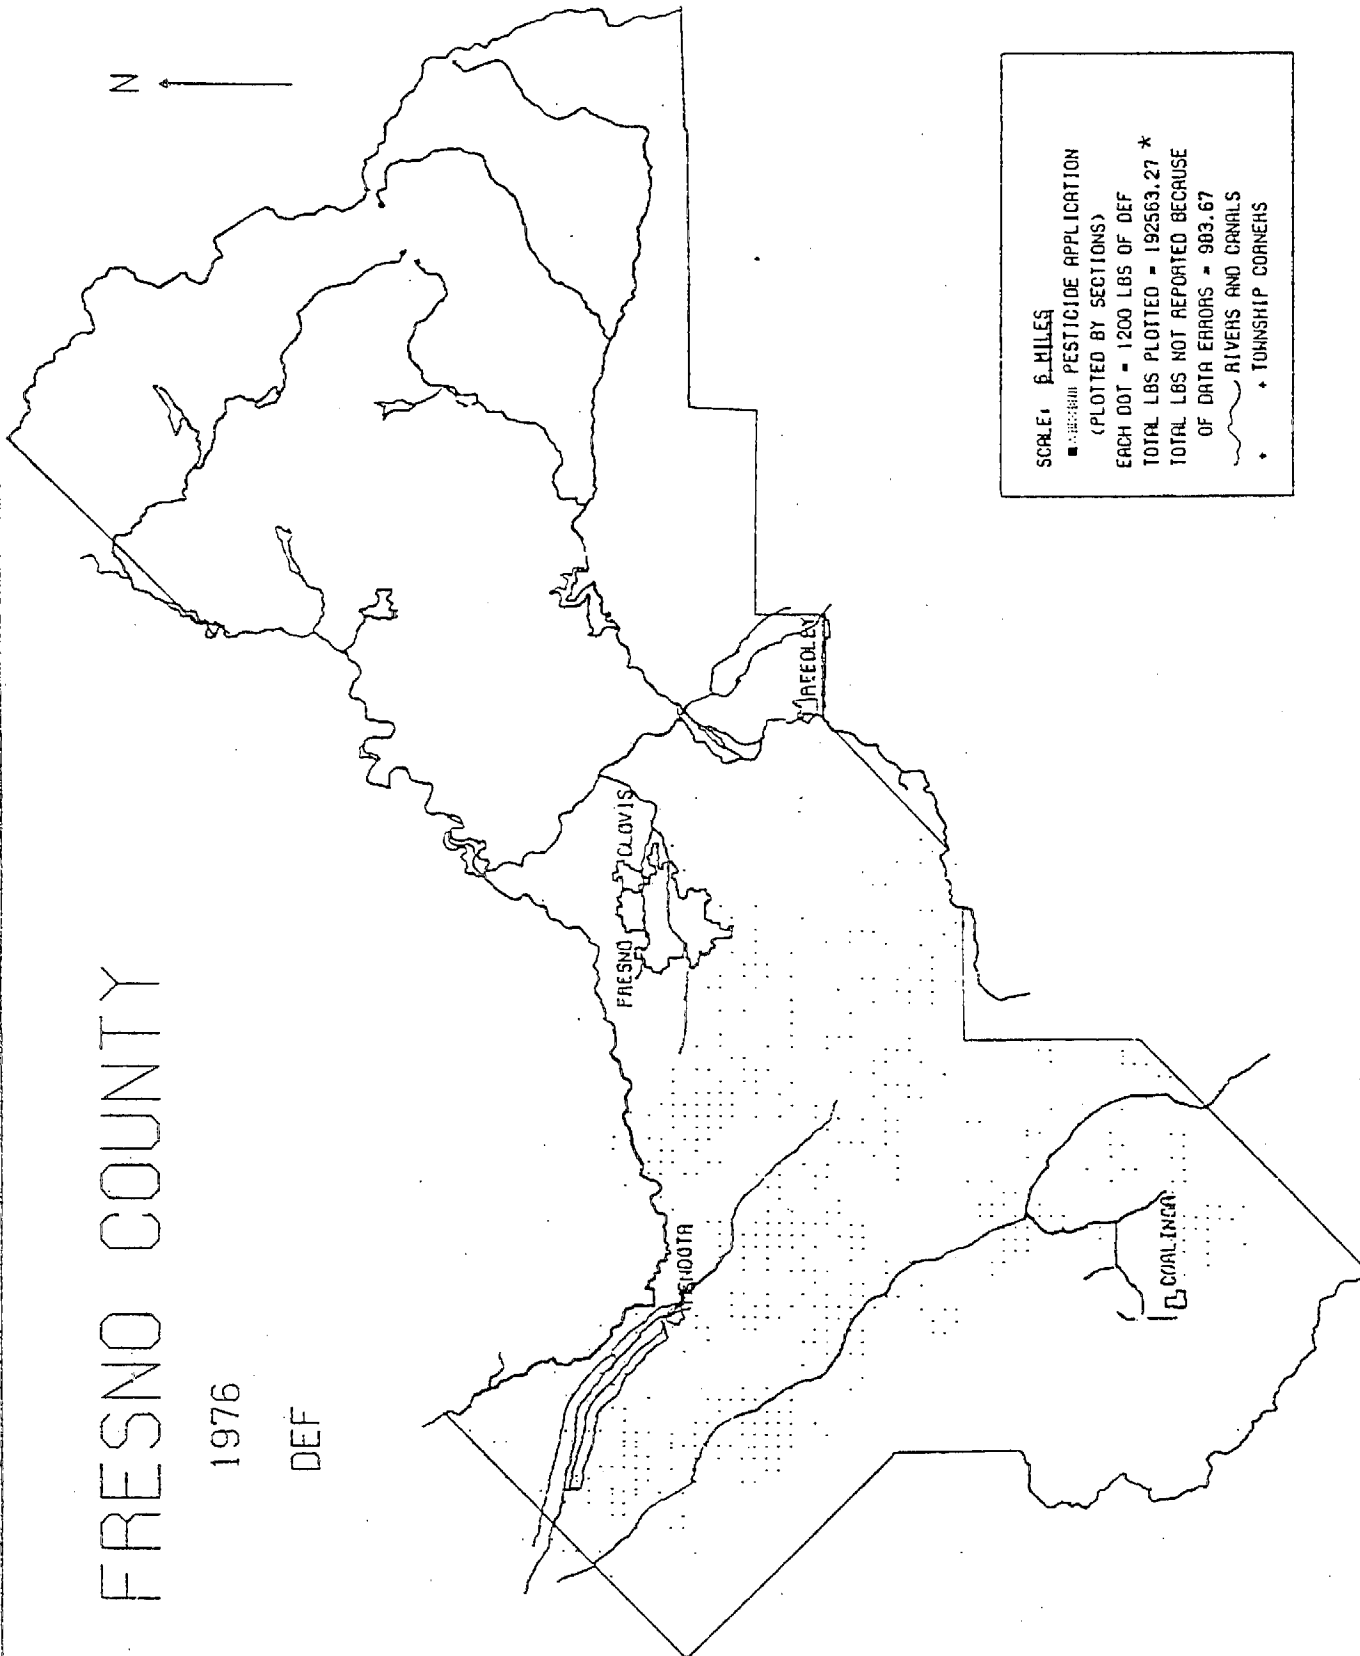 FRESNO COUNTY
1976
DEF
N
FRESNO
CLOVIS
REEDLEY
MENDOTA
COALINGA
SCALE: 6 MILES
PESTICIDE APPLICATION
(PLOTTED BY SECTIONS)
EACH DOT = 1200 LBS OF DEF
TOTAL LBS PLOTTED = 192563.27 *
TOTAL LBS NOT REPORTED BECAUSE
OF DATA ERRORS = 983.67
RIVERS AND CANALS
+ + TOWNSHIP CORNERS